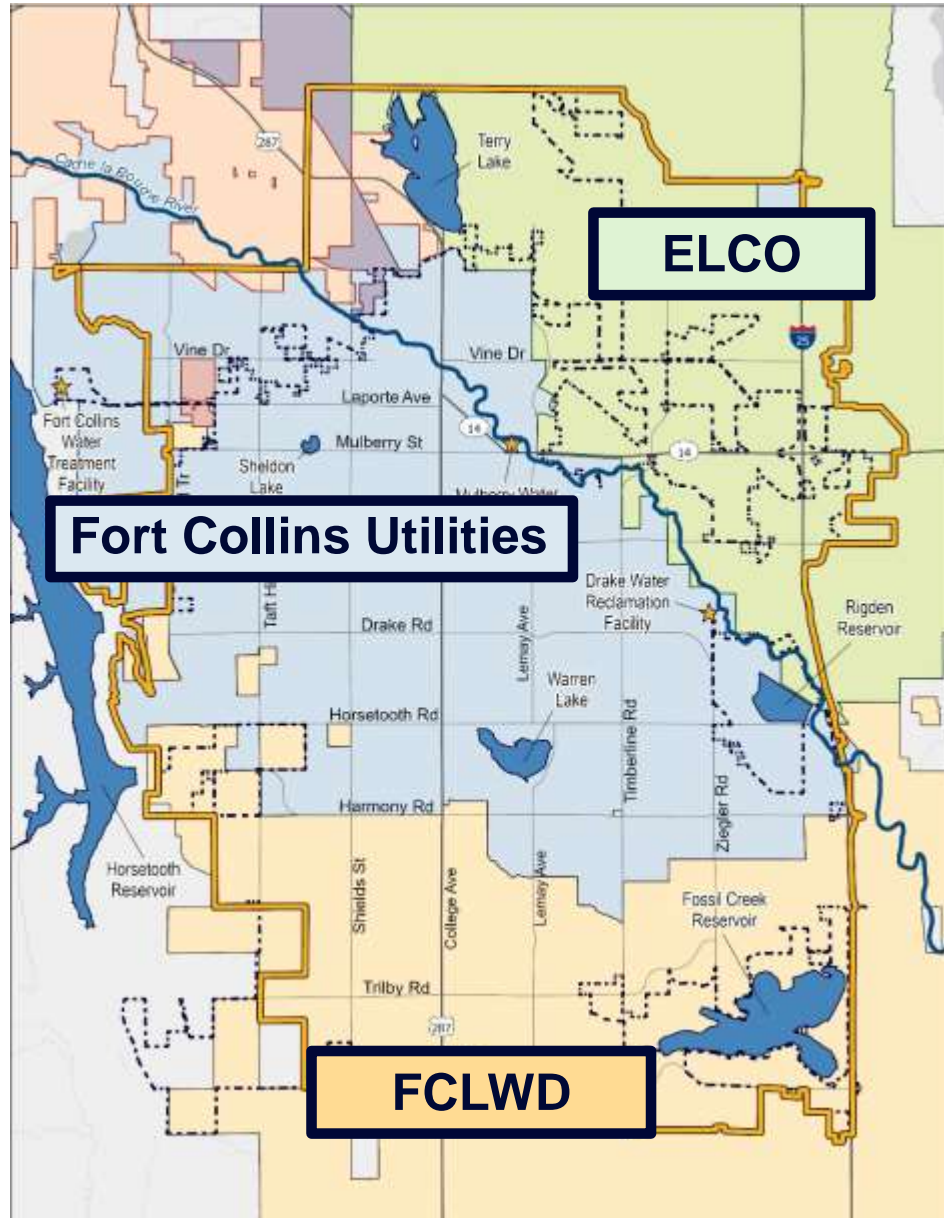 287
Terry
Lake
Cache la Poudre River
ELCO
25
Vine Dr
Vine Dr
Laporte Ave
Fort Collins
Water
Treatment
Facility
14
Mulberry St
14
Sheldon
Lake
Mulberry Water
Fort Collins Utilities
Drake Water
Reclamation
Facility
Rigden
Reservoir
Taft Hi
Lemay Ave
Drake Rd
Warren
Lake
Horsetooth Rd
Timberline Rd
Ziegler Rd
Harmony Rd
Horsetooth
Reservoir
Shields St
College Ave
Lemay Ave
Fossil Creek
Reservoir
Trilby Rd
287
FCLWD